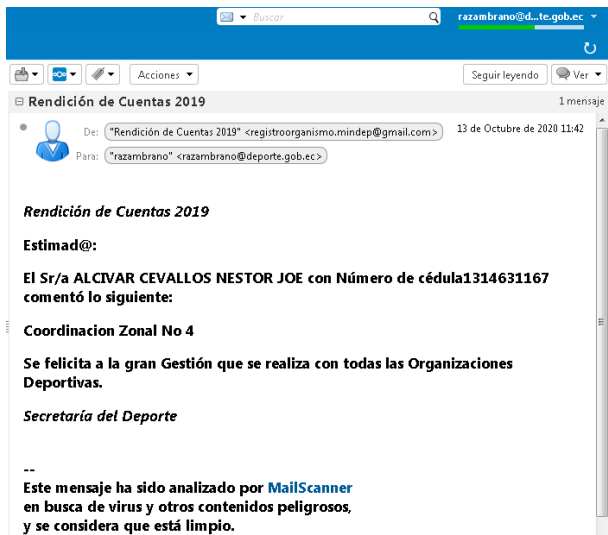 Buscar
razambrano@d...te.gob.ec
Acciones
Seguir leyendo
Ver
Rendición de Cuentas 2019
1 mensaje
De: "Rendición de Cuentas 2019" <registroorganismo.mindep@gmail.com>
13 de Octubre de 2020 11:42
Para: "razambrano" <razambrano@deporte.gob.ec>
Rendición de Cuentas 2019
Estimad@:
El Sr/a ALCIVAR CEVALLOS NESTOR JOE con Número de cédula1314631167
comentó lo siguiente:
Coordinacion Zonal No 4
Se felicita a la gran Gestión que se realiza con todas las Organizaciones
Deportivas.
Secretaría del Deporte
--
Este mensaje ha sido analizado por MailScanner
en busca de virus y otros contenidos peligrosos,
y se considera que está limpio.